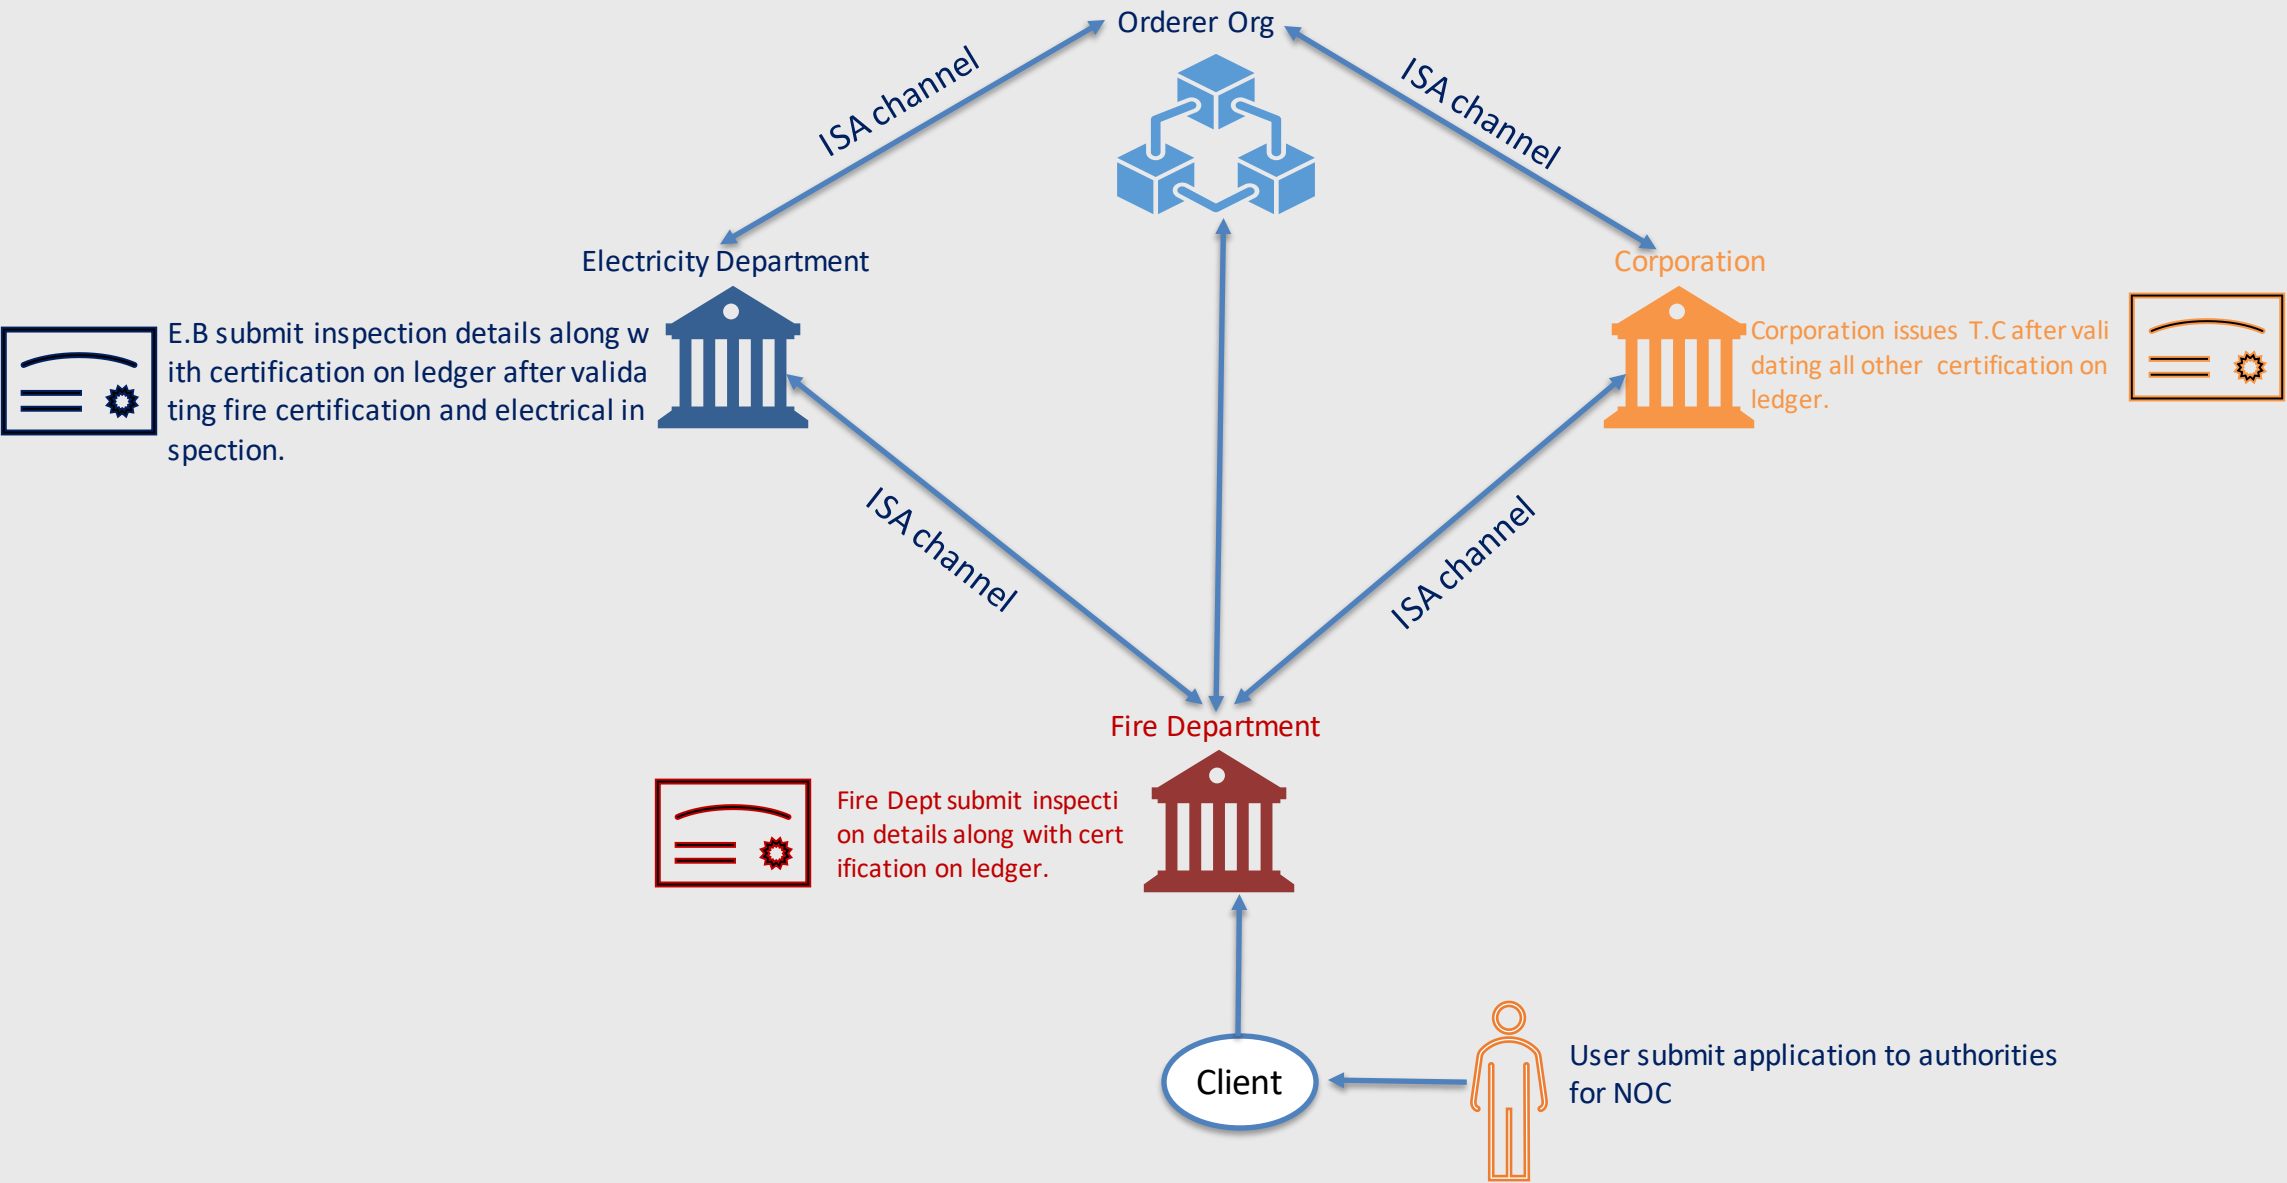 Orderer Org
ISA channel
ISA channel
Electricity Department
Corporation
E.B submit inspection details along w
ith certification on ledger after valida
ting fire certification and electrical in
spection.
Corporation issues T.C after vali
dating all other certification on
ledger.
ISA channel
ISA channel
Fire Department
Fire Dept submit inspecti
on details along with cert
ification on ledger.
Client
User submit application to authorities
for NOC